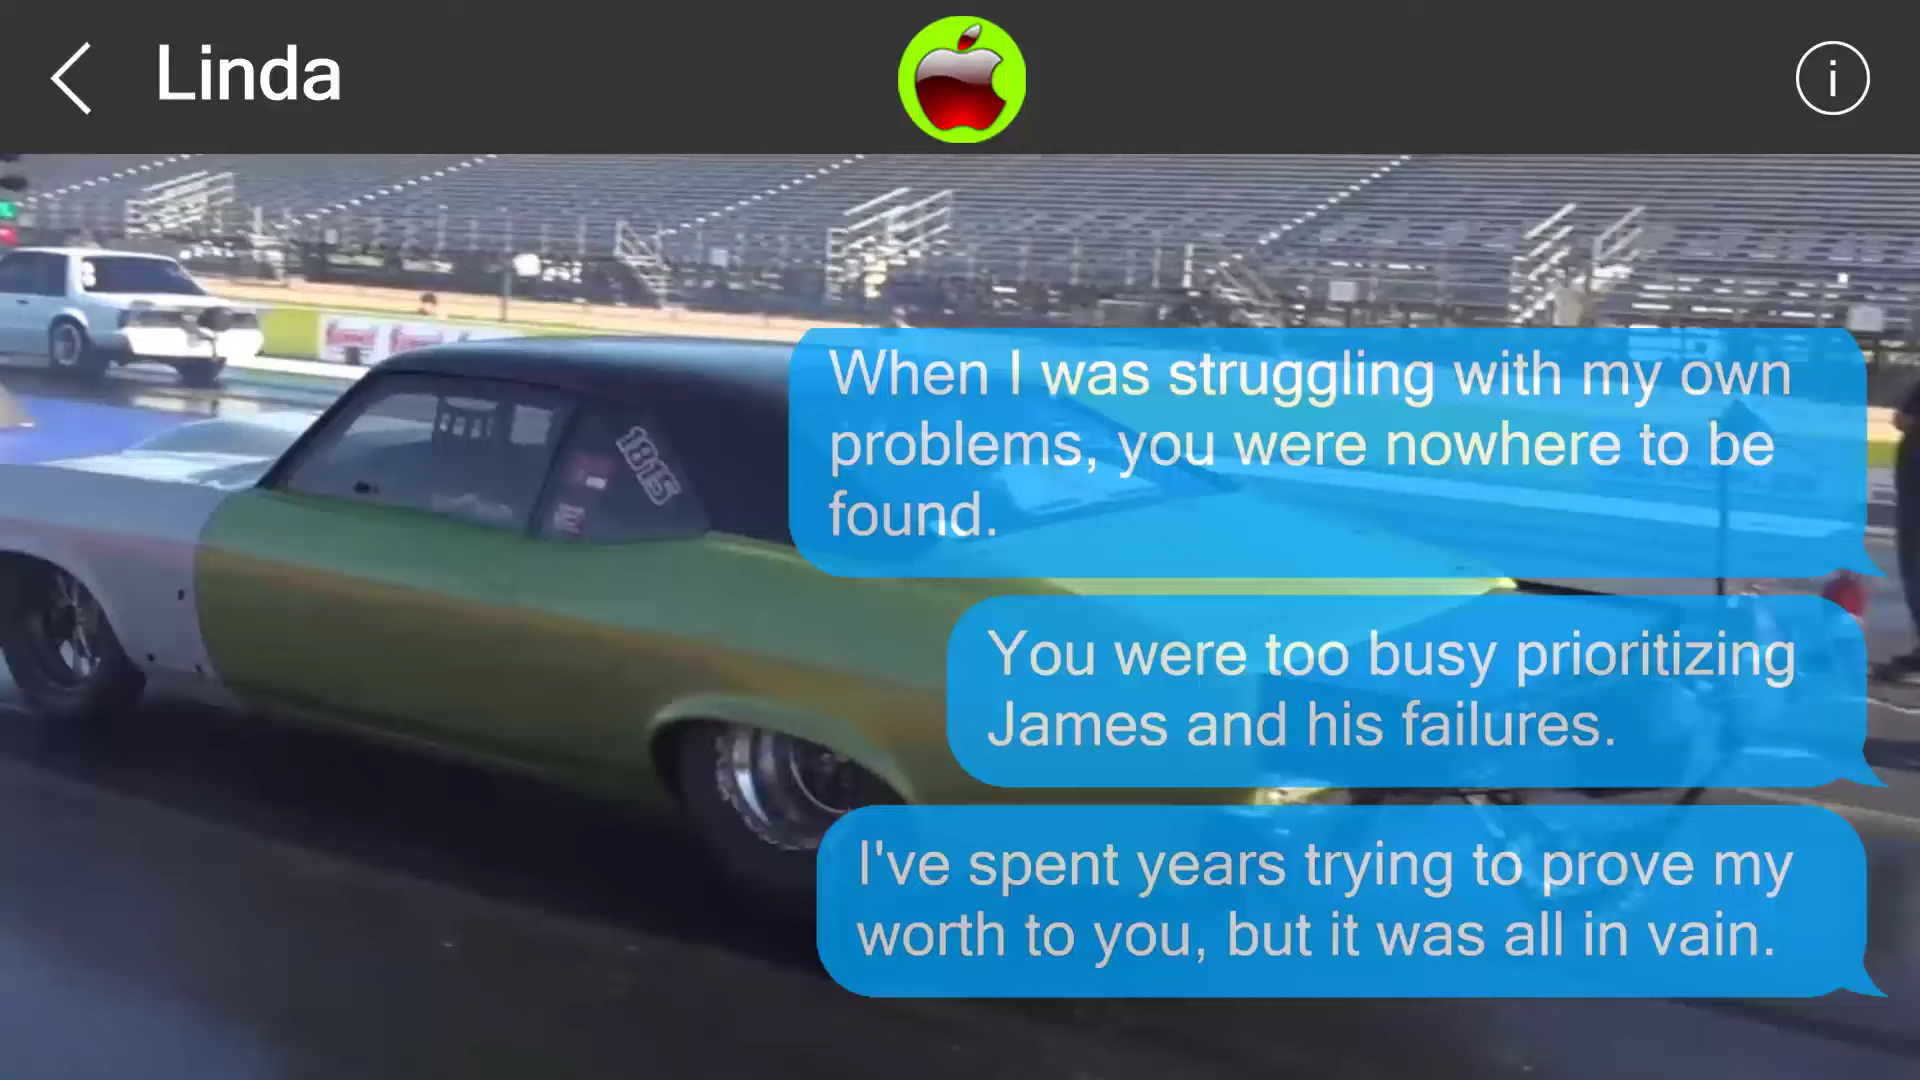 Linda
i
1815
When I was struggling with my own
problems, you were nowhere to be
found.
You were too busy prioritizing
James and his failures.
I've spent years trying to prove my
worth to you, but it was all in vain.